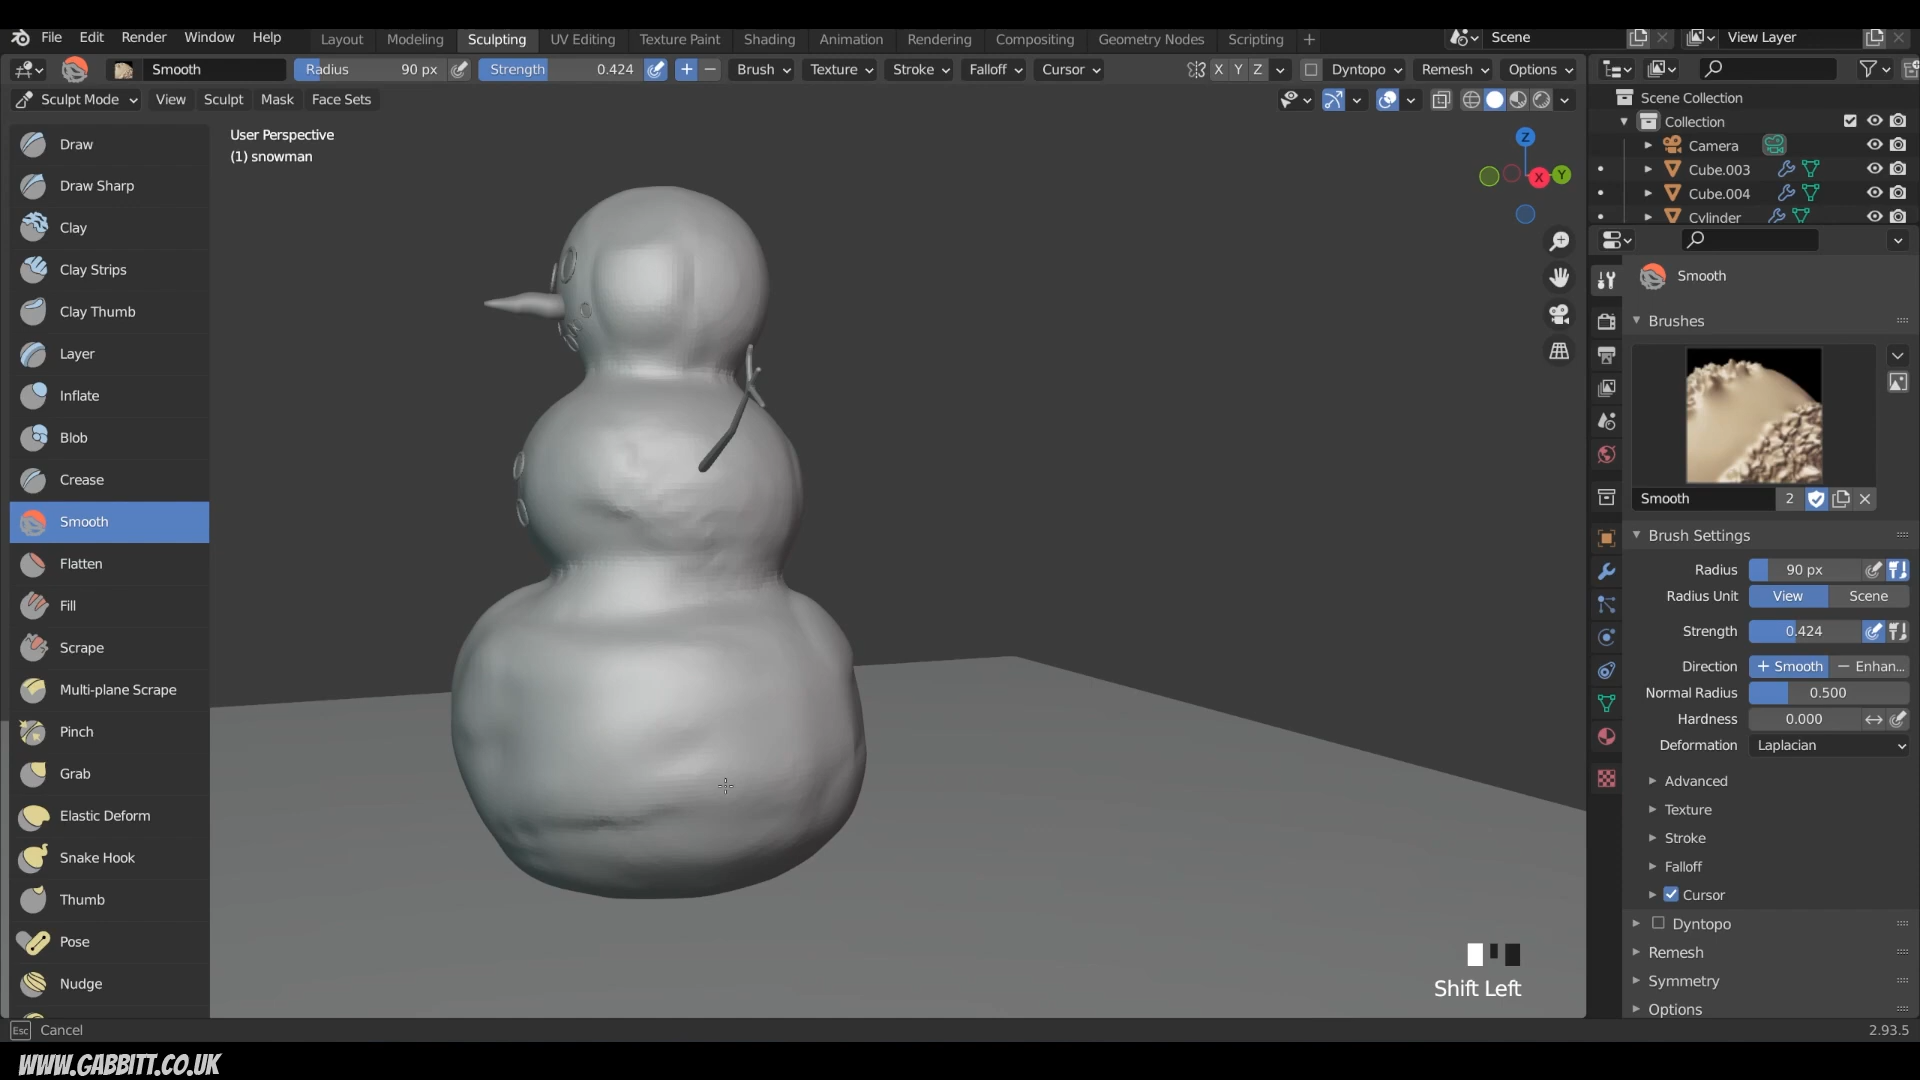 File Edit Render Window Help Layout Modeling Sculpting UV Editing Texture Paint Shading Animation Rendering Compositing Geometry Nodes Scripting + Scene View Layer
Smooth Radius 90 px Strength 0.424 + − Brush Texture Stroke Falloff Cursor X Y Z Dyntopo Remesh Options
Sculpt Mode View Sculpt Mask Face Sets
User Perspective
(1) snowman
Draw
Draw Sharp
Clay
Clay Strips
Clay Thumb
Layer
Inflate
Blob
Crease
Smooth
Flatten
Fill
Scrape
Multi-plane Scrape
Pinch
Grab
Elastic Deform
Snake Hook
Thumb
Pose
Nudge
Z
X
Y
Scene Collection
Collection
Camera
Cube.003
Cube.004
Cylinder
Smooth
Brushes
Smooth 2
Brush Settings
Radius 90 px
Radius Unit View Scene
Strength 0.424
Direction + Smooth − Enhan...
Normal Radius 0.500
Hardness 0.000
Deformation Laplacian
Advanced
Texture
Stroke
Falloff
Cursor
Dyntopo
Remesh
Symmetry
Options
Shift Left
Esc Cancel
2.93.5
WWW.GABBITT.CO.UK